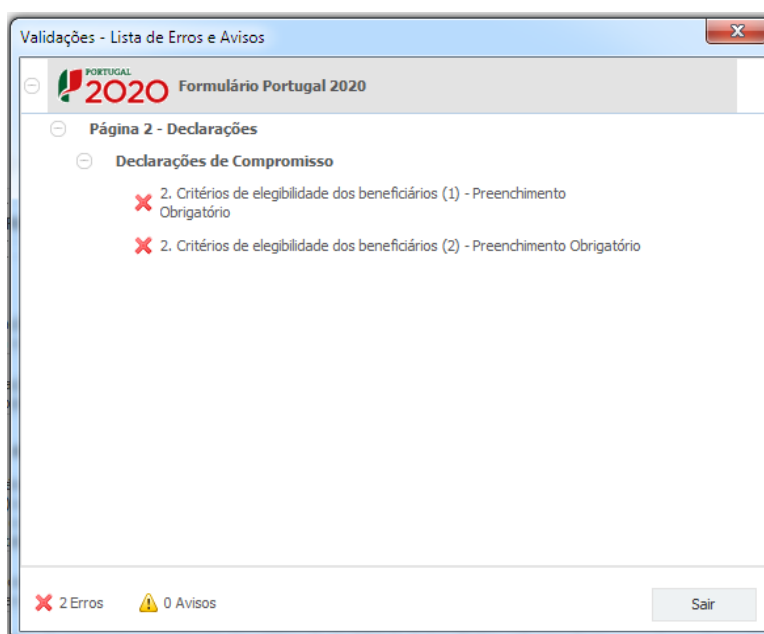 Validações - Lista de Erros e Avisos
PORTUGAL
2020
Formulário Portugal 2020
Página 2 - Declarações
Declarações de Compromisso
2. Critérios de elegibilidade dos beneficiários (1) - Preenchimento
Obrigatório
2. Critérios de elegibilidade dos beneficiários (2) - Preenchimento Obrigatório
2 Erros
0 Avisos
Sair